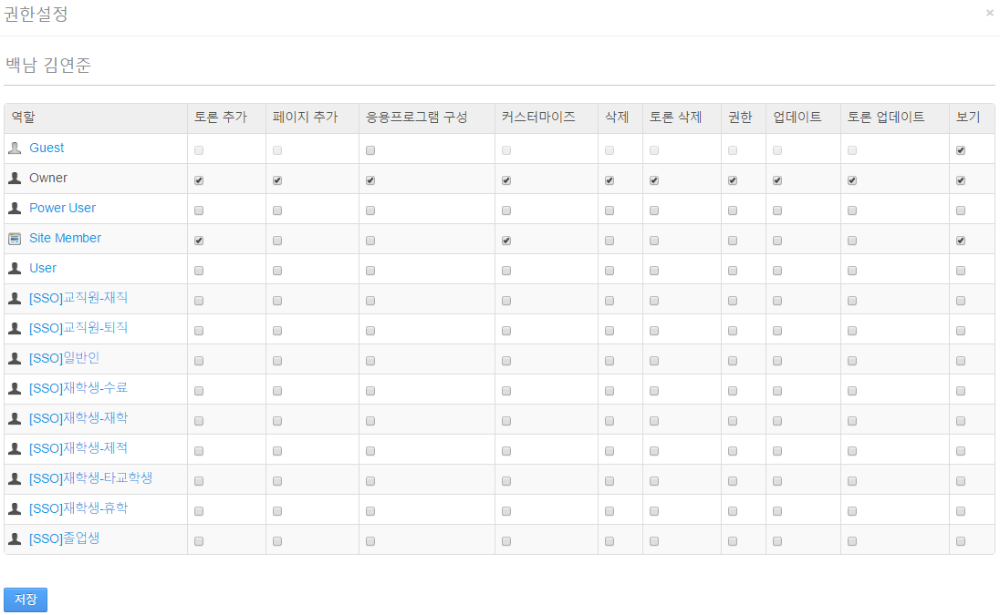 권한설정 ×
백남 김연준
역할 토론 추가 페이지 추가 응용프로그램 구성 커스터마이즈 삭제 토론 삭제 권한 업데이트 토론 업데이트 보기
Guest
Owner
Power User
Site Member
User
[SSO]교직원-재직
[SSO]교직원-퇴직
[SSO]일반인
[SSO]재학생-수료
[SSO]재학생-재학
[SSO]재학생-제적
[SSO]재학생-타교학생
[SSO]재학생-휴학
[SSO]졸업생
저장